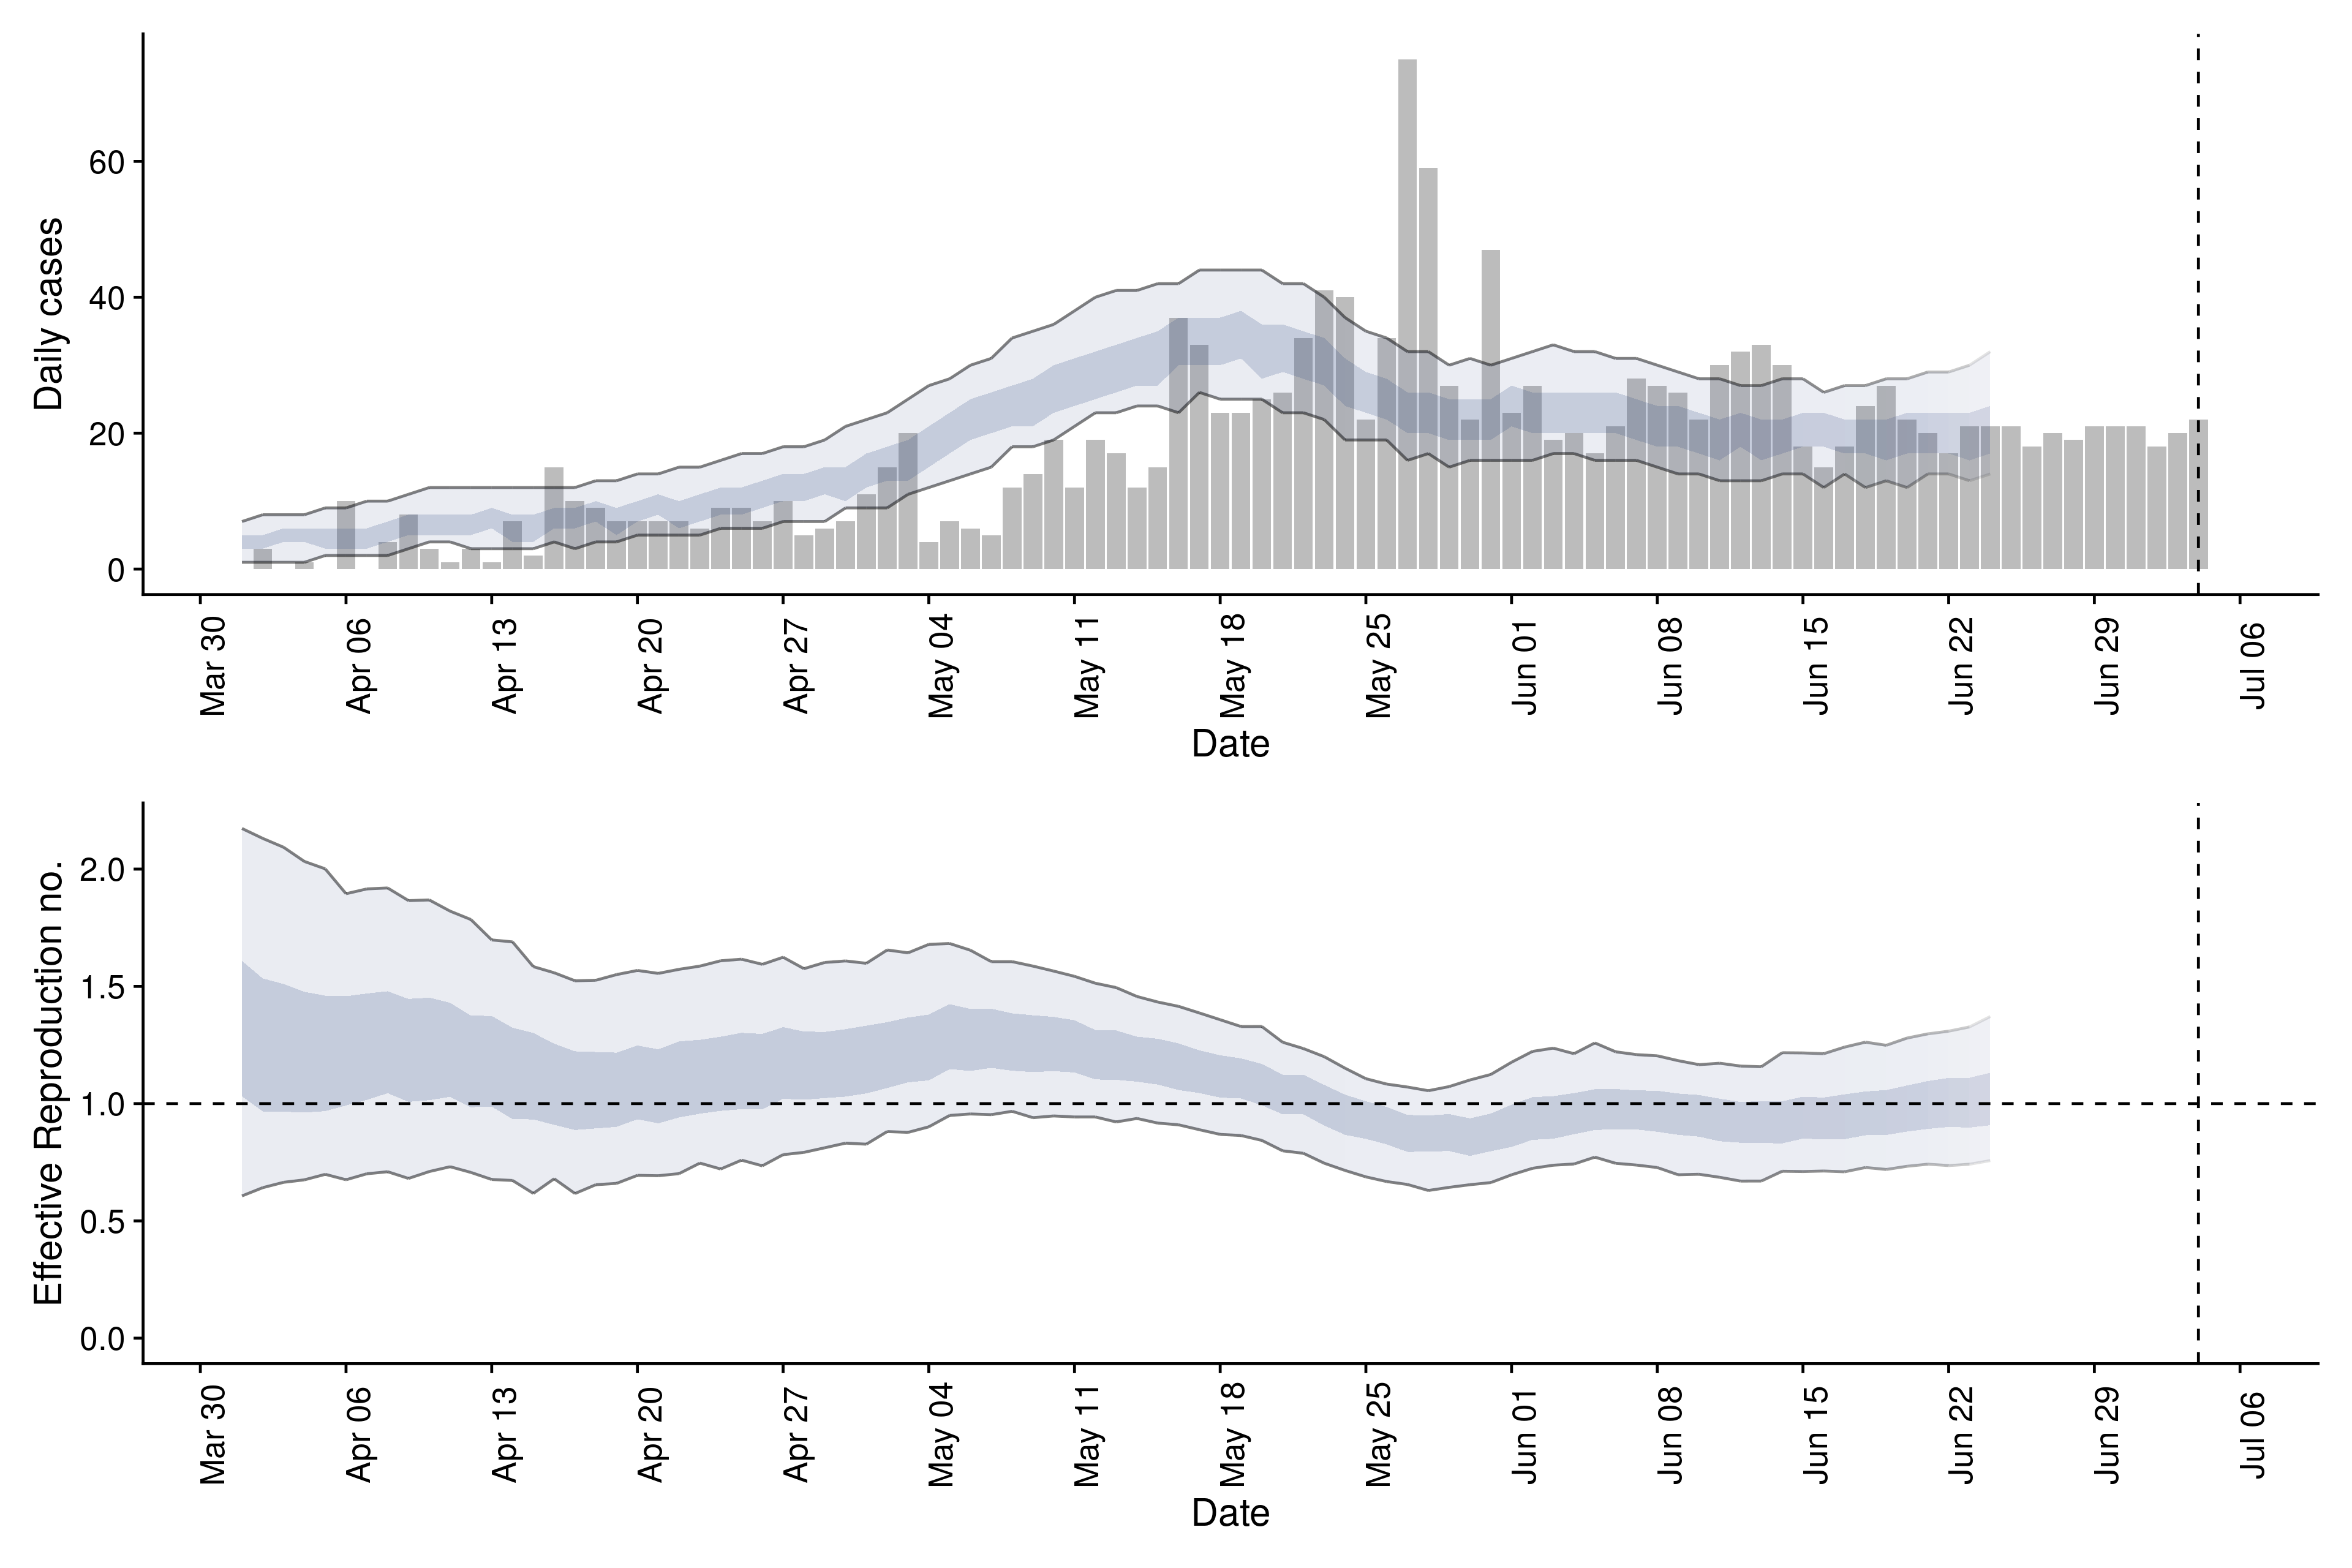 Daily cases
60
40
20
0
Mar 30
Apr 06
Apr 13
Apr 20
Apr 27
May 04
May 11
May 18
May 25
Jun 01
Jun 08
Jun 15
Jun 22
Jun 29
Jul 06
Date
Effective Reproduction no.
2.0
1.5
1.0
0.5
0.0
Mar 30
Apr 06
Apr 13
Apr 20
Apr 27
May 04
May 11
May 18
May 25
Jun 01
Jun 08
Jun 15
Jun 22
Jun 29
Jul 06
Date